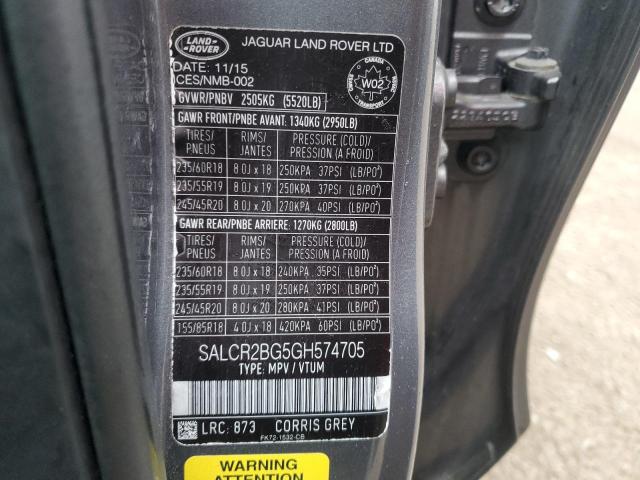 LAND-
ROVER
JAGUAR LAND ROVER LTD
DATE: 11/15
CES/NMB-002
CANADA
W02
GVWR/PNBV 2505KG (5520LB)
GAWR FRONT/PNBE AVANT: 1340KG (2950LB)
TIRES/ RIMS/ PRESSURE (COLD)/
PNEUS JANTES PRESSION (A FROID)
235/60R18 8.0J x 18 250KPA 37PSI (LB/PO²)
235/55R19 8.0J x 19 250KPA 37PSI (LB/PO²)
245/45R20 8.0J x 20 270KPA 40PSI (LB/PO²)
GAWR REAR/PNBE ARRIERE: 1270KG (2800LB)
TIRES/ RIMS/ PRESSURE (COLD)/
PNEUS JANTES PRESSION (A FROID)
235/60R18 8.0J x 18 240KPA 35PSI (LB/PO²)
235/55R19 8.0J x 19 250KPA 37PSI (LB/PO²)
245/45R20 8.0J x 20 280KPA 41PSI (LB/PO²)
155/85R18 4.0J x 18 420KPA 60PSI (LB/PO²)
SALCR2BG5GH574705
TYPE: MPV / VTUM
LRC: 873 CORRIS GREY
FK72-1532-CB
WARNING
ATTENTION